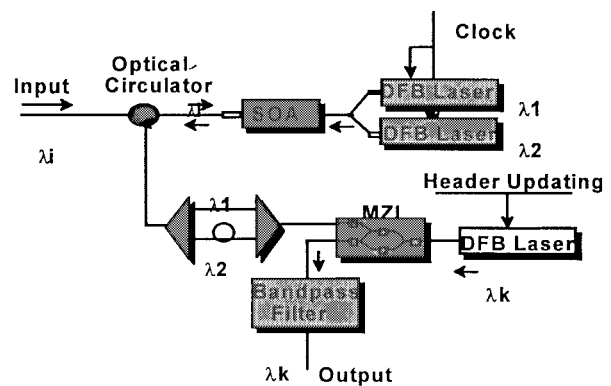 Clock
Input
Optical-
Circulator
λi
SOA
DFB Laser
λ1
DFB Laser
λ2
λi
Header Updating
λ1
MZI
DFB Laser
λ2
λk
Bandpass
Filter
λk
Output